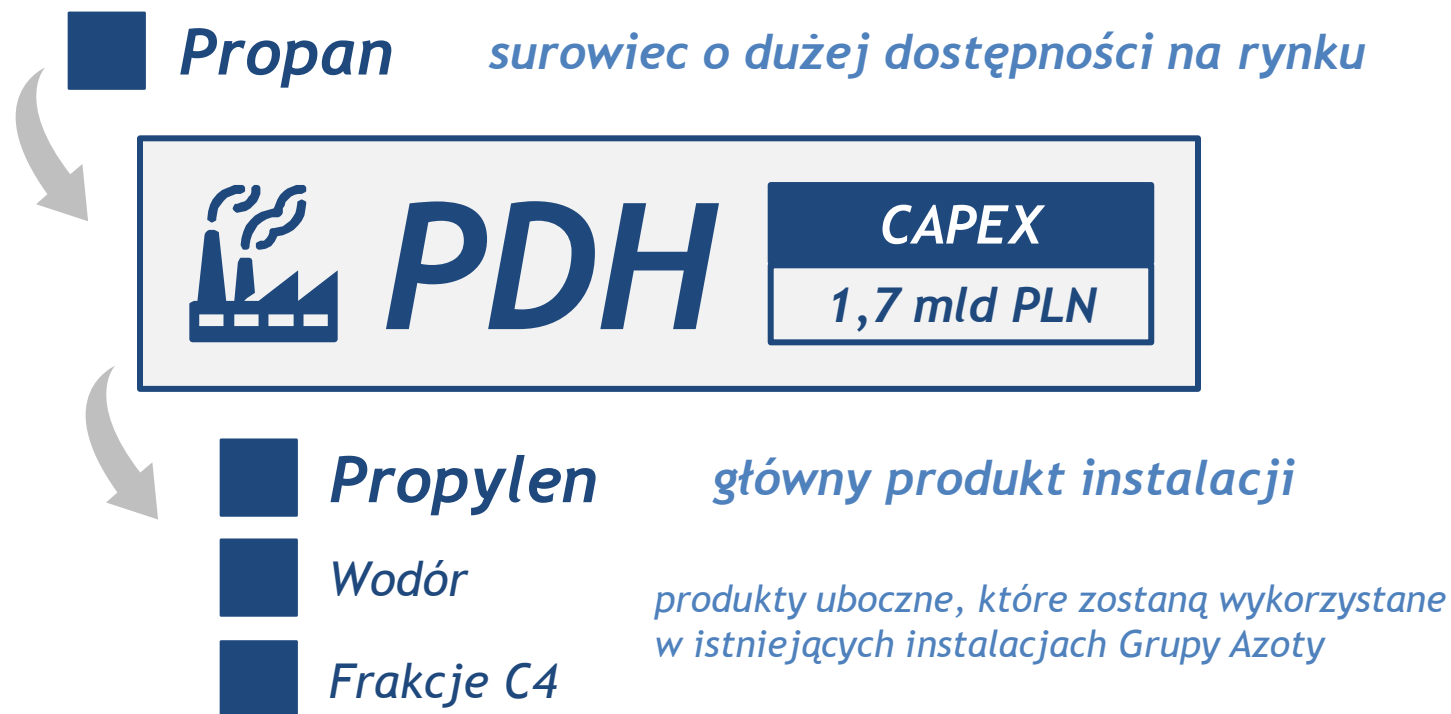 Propan surowiec o dużej dostępności na rynku
PDH
CAPEX
1,7 mld PLN
Propylen główny produkt instalacji
Wodór
produkty uboczne, które zostaną wykorzystane
w istniejących instalacjach Grupy Azoty
Frakcje C4